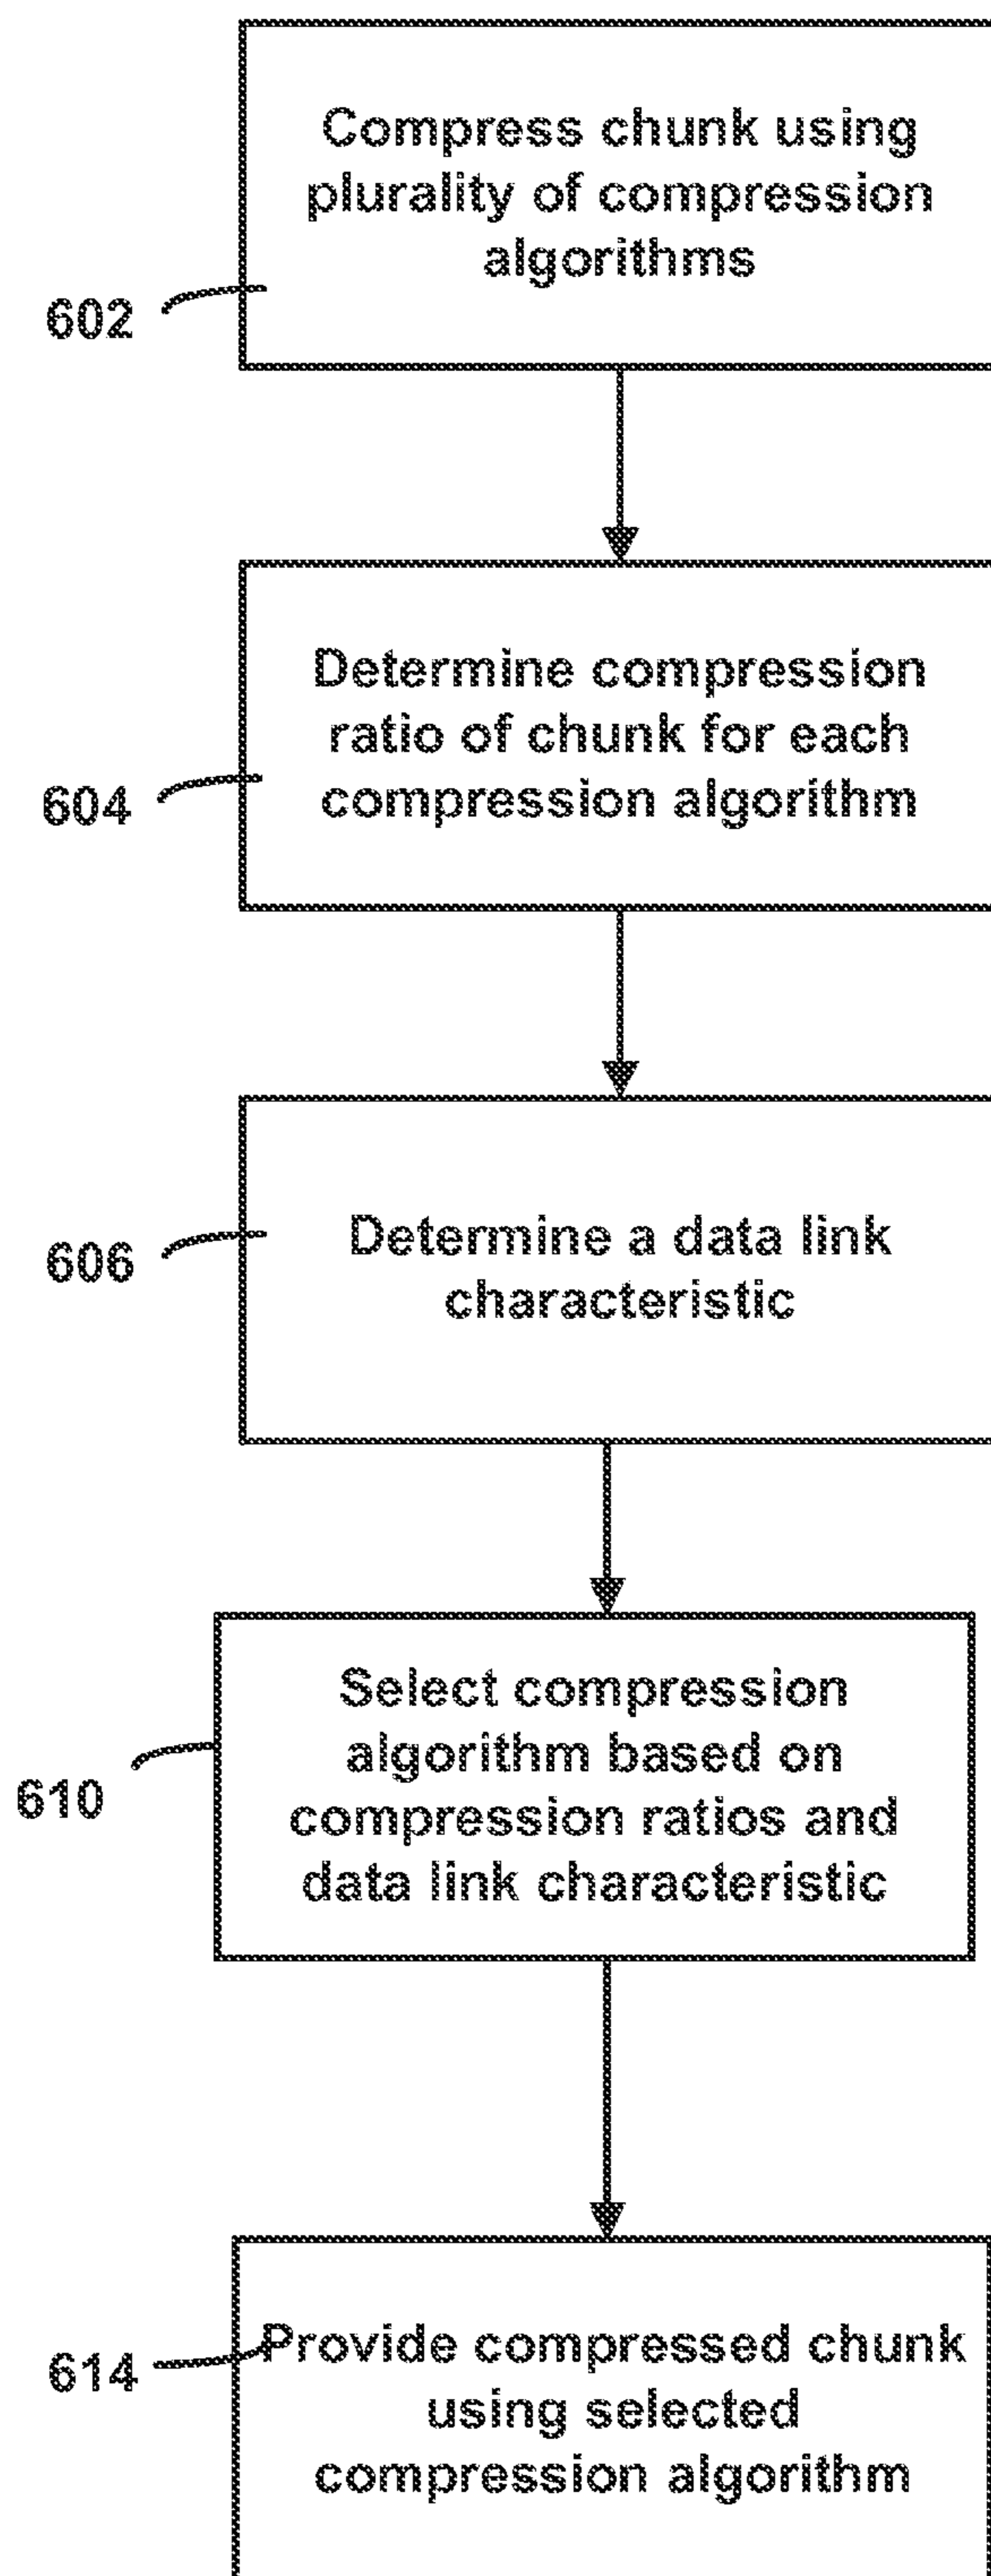 Compress chunk using
plurality of compression
algorithms
602
Determine compression
ratio of chunk for each
compression algorithm
604
Determine a data link
characteristic
606
Select compression
algorithm based on
compression ratios and
data link characteristic
610
Provide compressed chunk
using selected
compression algorithm
614